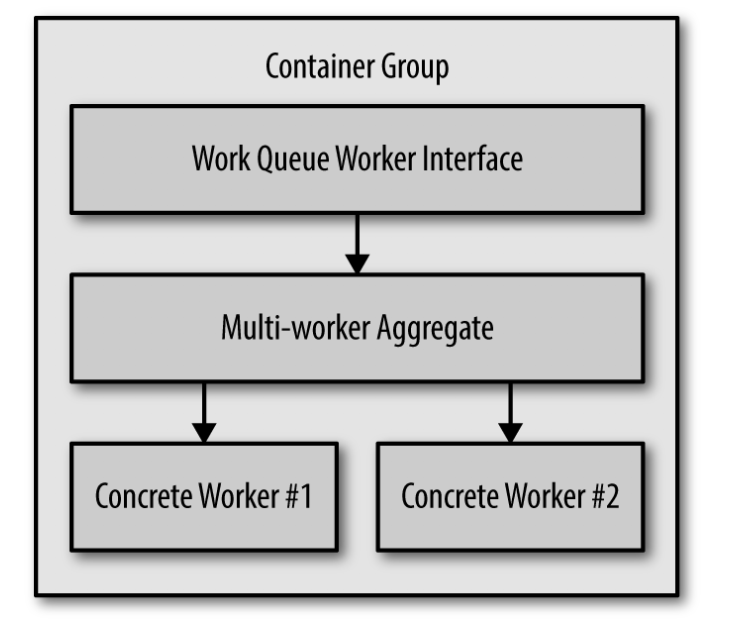 Container Group
Work Queue Worker Interface
Multi-worker Aggregate
Concrete Worker #1
Concrete Worker #2